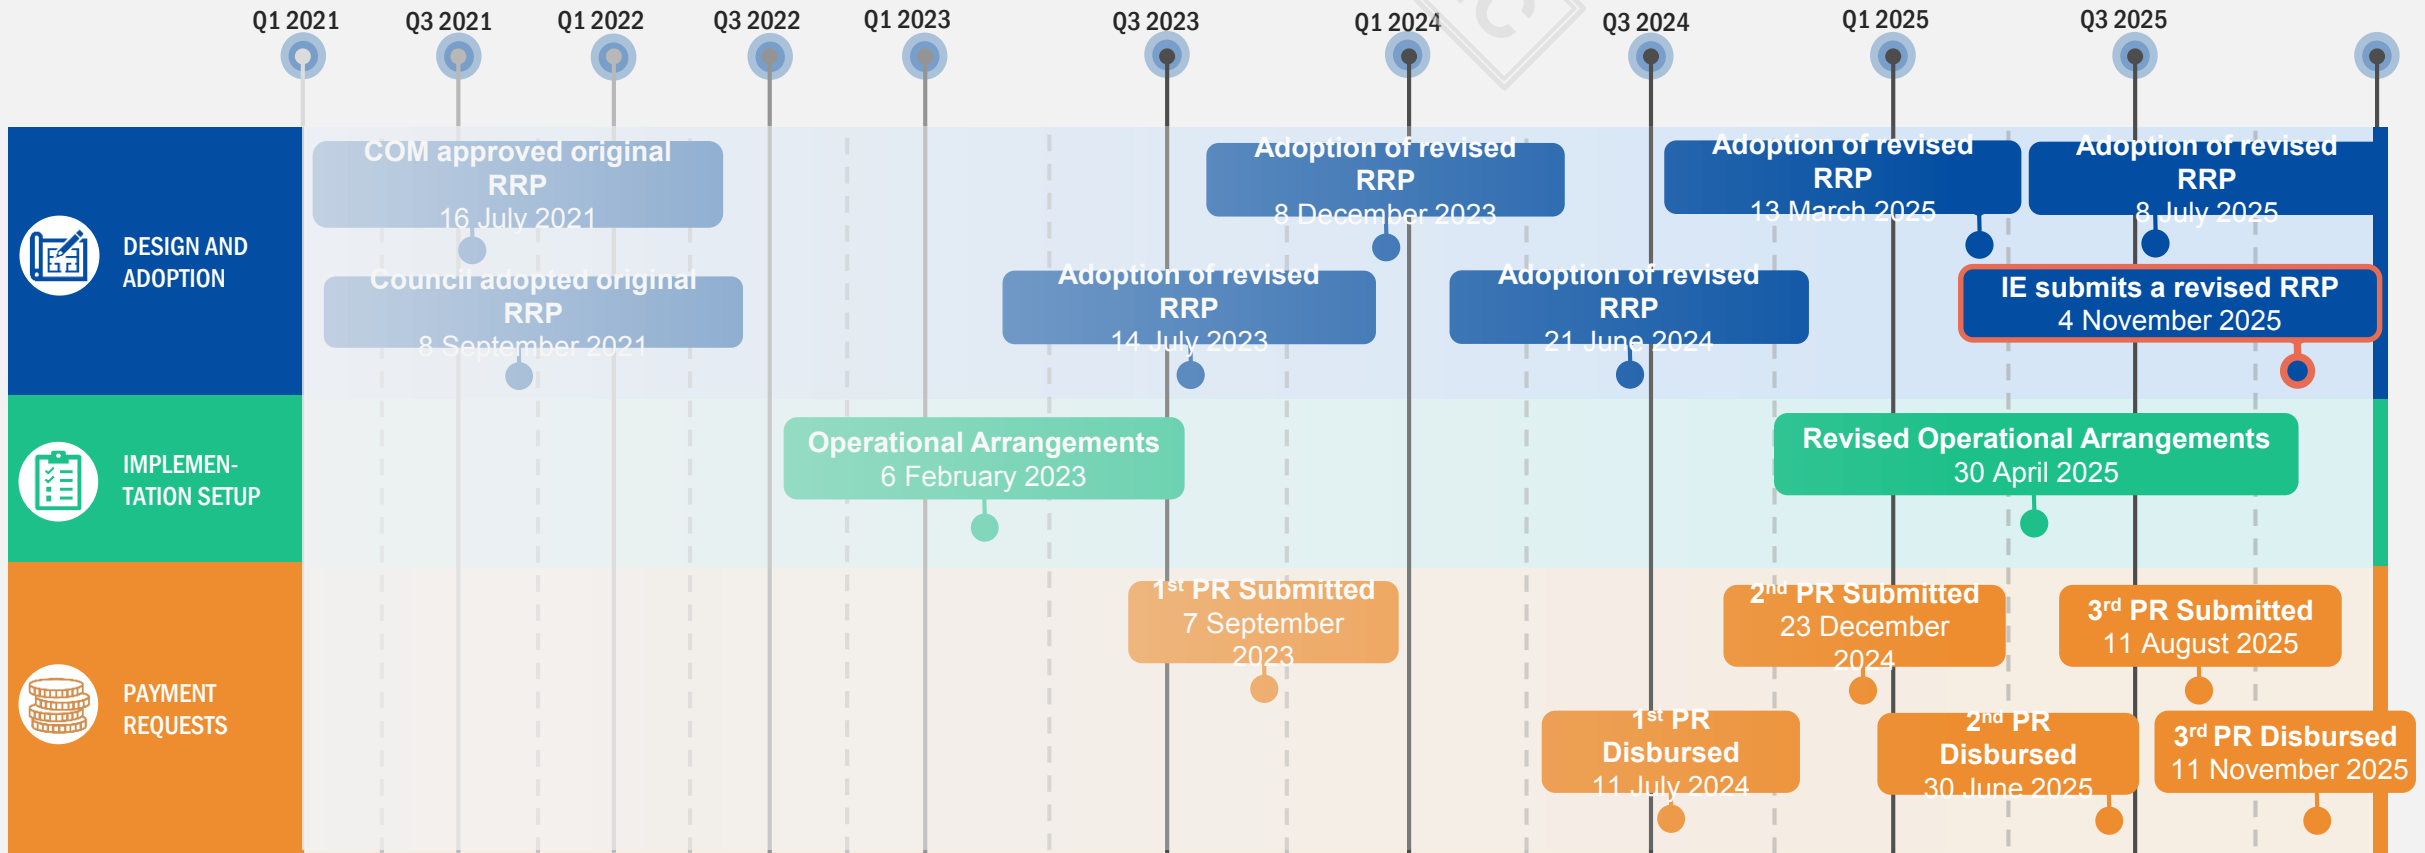 Q1 2021
Q3 2021
Q1 2022
Q3 2022
Q1 2023
Q3 2023
Q1 2024
Q3 2024
Q1 2025
Q3 2025
C
DESIGN AND
ADOPTION
COM approved original
RRP
16 July 2021
Council adopted original
RRP
8 September 2021
Adoption of revised
RRP
14 July 2023
Adoption of revised
RRP
8 December 2023
Adoption of revised
RRP
21 June 2024
Adoption of revised
RRP
13 March 2025
Adoption of revised
RRP
8 July 2025
IE submits a revised RRP
4 November 2025
IMPLEMEN-
TATION SETUP
Operational Arrangements
6 February 2023
Revised Operational Arrangements
30 April 2025
PAYMENT
REQUESTS
1st PR Submitted
7 September
2023
1st PR
Disbursed
11 July 2024
2nd PR Submitted
23 December
2024
2nd PR
Disbursed
30 June 2025
3rd PR Submitted
11 August 2025
3rd PR Disbursed
11 November 2025